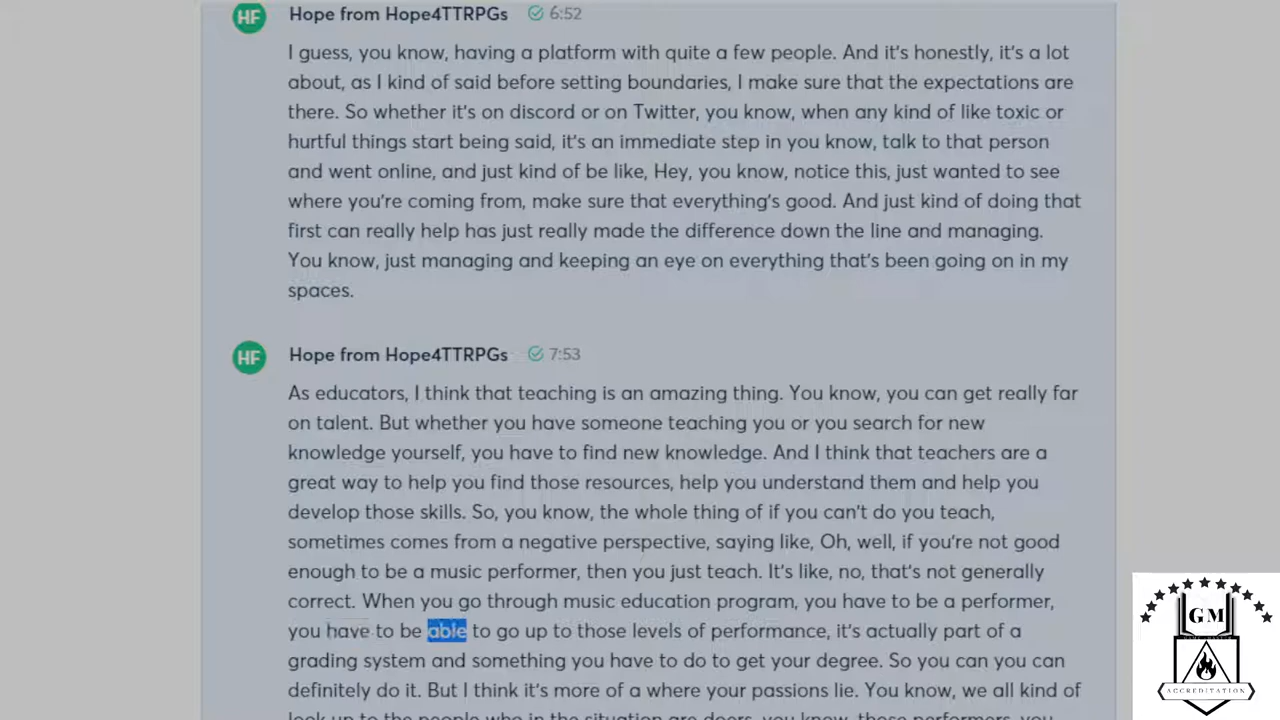 HF Hope from Hope4TTRPGs 6:52
I guess, you know, having a platform with quite a few people. And it's honestly, it's a lot
about, as I kind of said before setting boundaries, I make sure that the expectations are
there. So whether it's on discord or on Twitter, you know, when any kind of like toxic or
hurtful things start being said, it's an immediate step in you know, talk to that person
and went online, and just kind of be like, Hey, you know, notice this, just wanted to see
where you're coming from, make sure that everything's good. And just kind of doing that
first can really help has just really made the difference down the line and managing.
You know, just managing and keeping an eye on everything that's been going on in my
spaces.
HF Hope from Hope4TTRPGs 7:53
As educators, I think that teaching is an amazing thing. You know, you can get really far
on talent. But whether you have someone teaching you or you search for new
knowledge yourself, you have to find new knowledge. And I think that teachers are a
great way to help you find those resources, help you understand them and help you
develop those skills. So, you know, the whole thing of if you can't do you teach,
sometimes comes from a negative perspective, saying like, Oh, well, if you're not good
enough to be a music performer, then you just teach. It's like, no, that's not generally
correct. When you go through music education program, you have to be a performer,
you have to be able to go up to those levels of performance, it's actually part of a
grading system and something you have to do to get your degree. So you can you can
definitely do it. But I think it's more of a where your passions lie. You know, we all kind of
look up to the people who in the situation are doers, you know, those performers, you
GM
ACCREDITATION